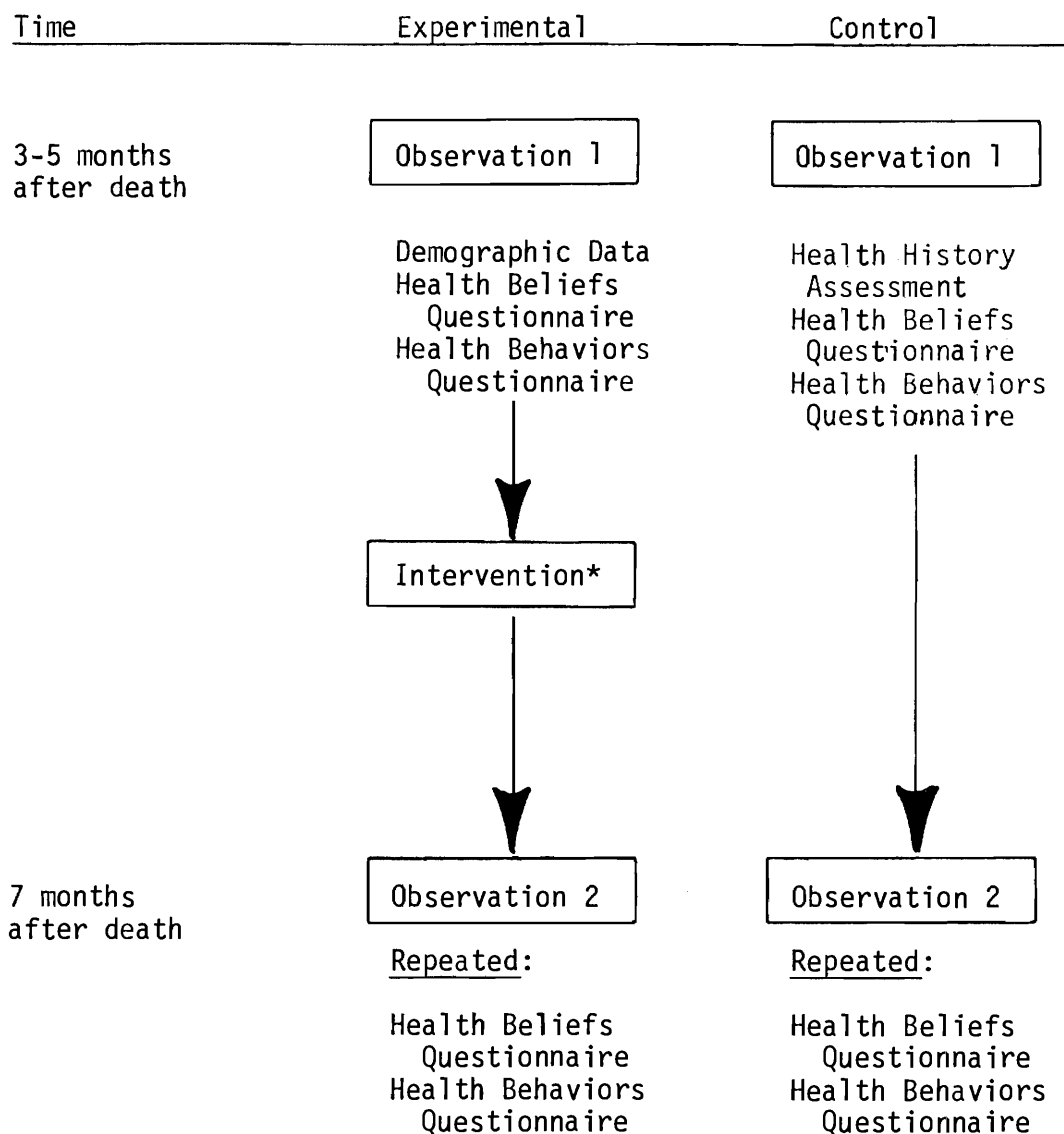 Time Experimental Control
3-5 months
after death
Observation 1
Observation 1
Demographic Data
Health Beliefs
Questionnaire
Health Behaviors
Questionnaire
Health History
Assessment
Health Beliefs
Questionnaire
Health Behaviors
Questionnaire
Intervention*
7 months
after death
Observation 2
Observation 2
Repeated:
Health Beliefs
Questionnaire
Health Behaviors
Questionnaire
Repeated:
Health Beliefs
Questionnaire
Health Behaviors
Questionnaire